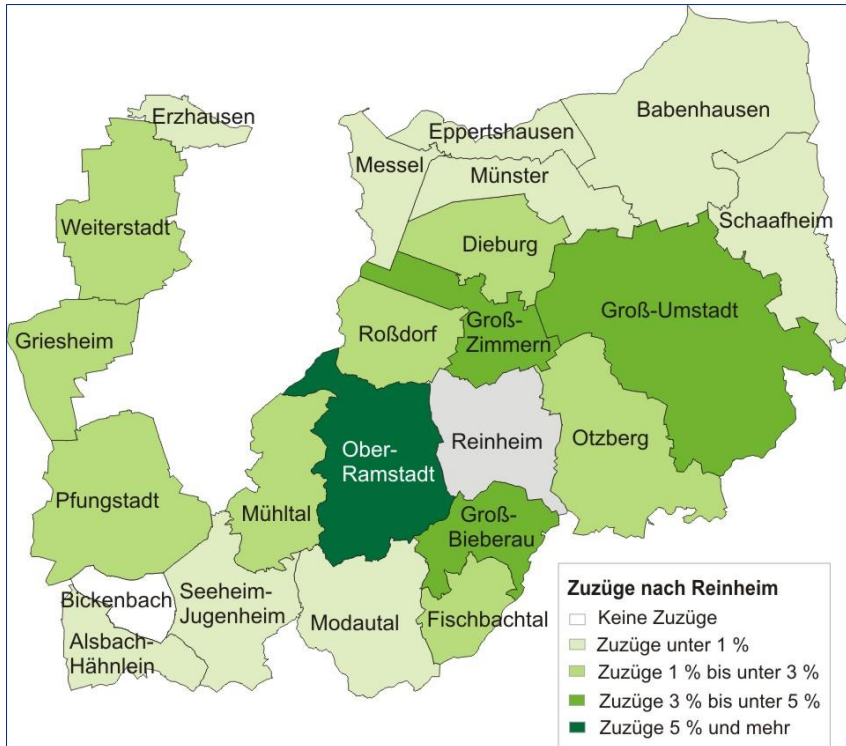 Erzhausen
Babenhausen
Eppertshausen
Messel
Münster
Weiterstadt
Schaafheim
Dieburg
Groß-Umstadt
Griesheim
Roßdorf
Groß-
Zimmern
Ober-
Ramstadt
Reinheim
Otzberg
Pfungstadt
Mühltal
Groß-
Bieberau
Bickenbach
Seeheim-
Jugenheim
Modautal
Fischbachtal
Alsbach-
Hähnlein
Zuzüge nach Reinheim
Keine Zuzüge
Zuzüge unter 1 %
Zuzüge 1 % bis unter 3 %
Zuzüge 3 % bis unter 5 %
Zuzüge 5 % und mehr